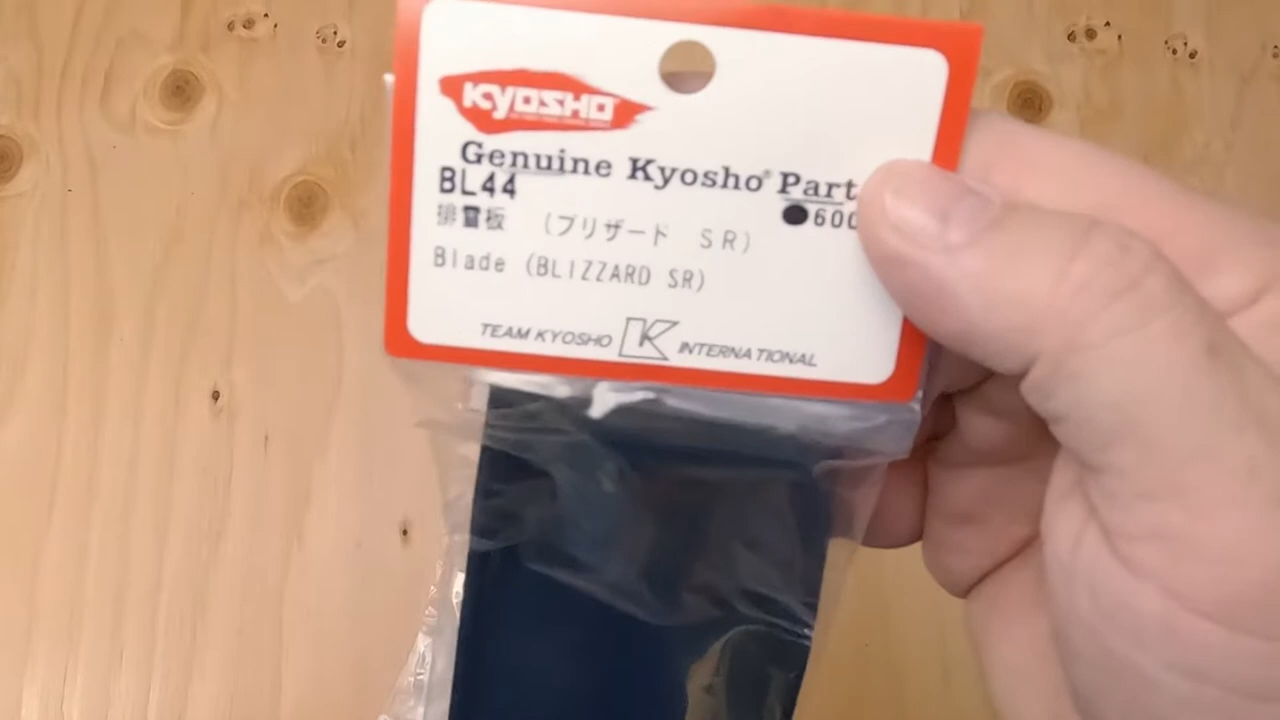 KYOSHO
Genuine Kyosho® Part
BL44
●600
排雪板 （ブリザード ＳＲ）
Blade (BLIZZARD SR)
TEAM KYOSHO K INTERNATIONAL